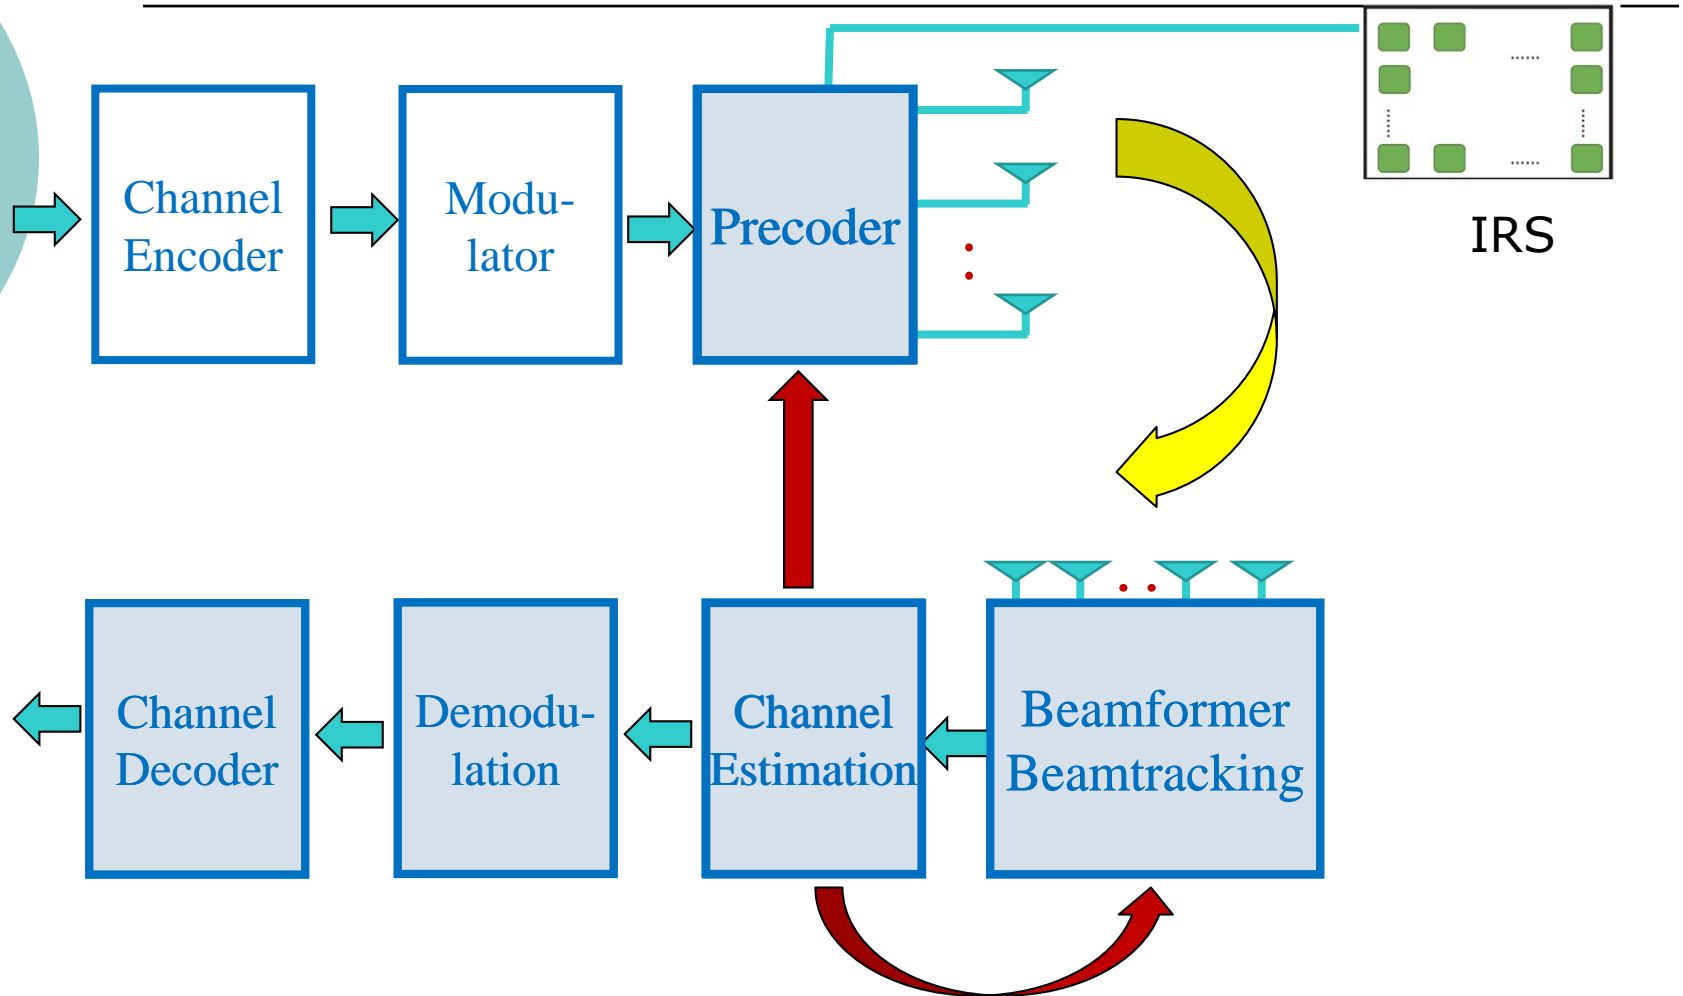 Channel
Encoder
Modu-
lator
Precoder
IRS
Channel
Decoder
Demodu-
lation
Channel
Estimation
Beamformer
Beamtracking